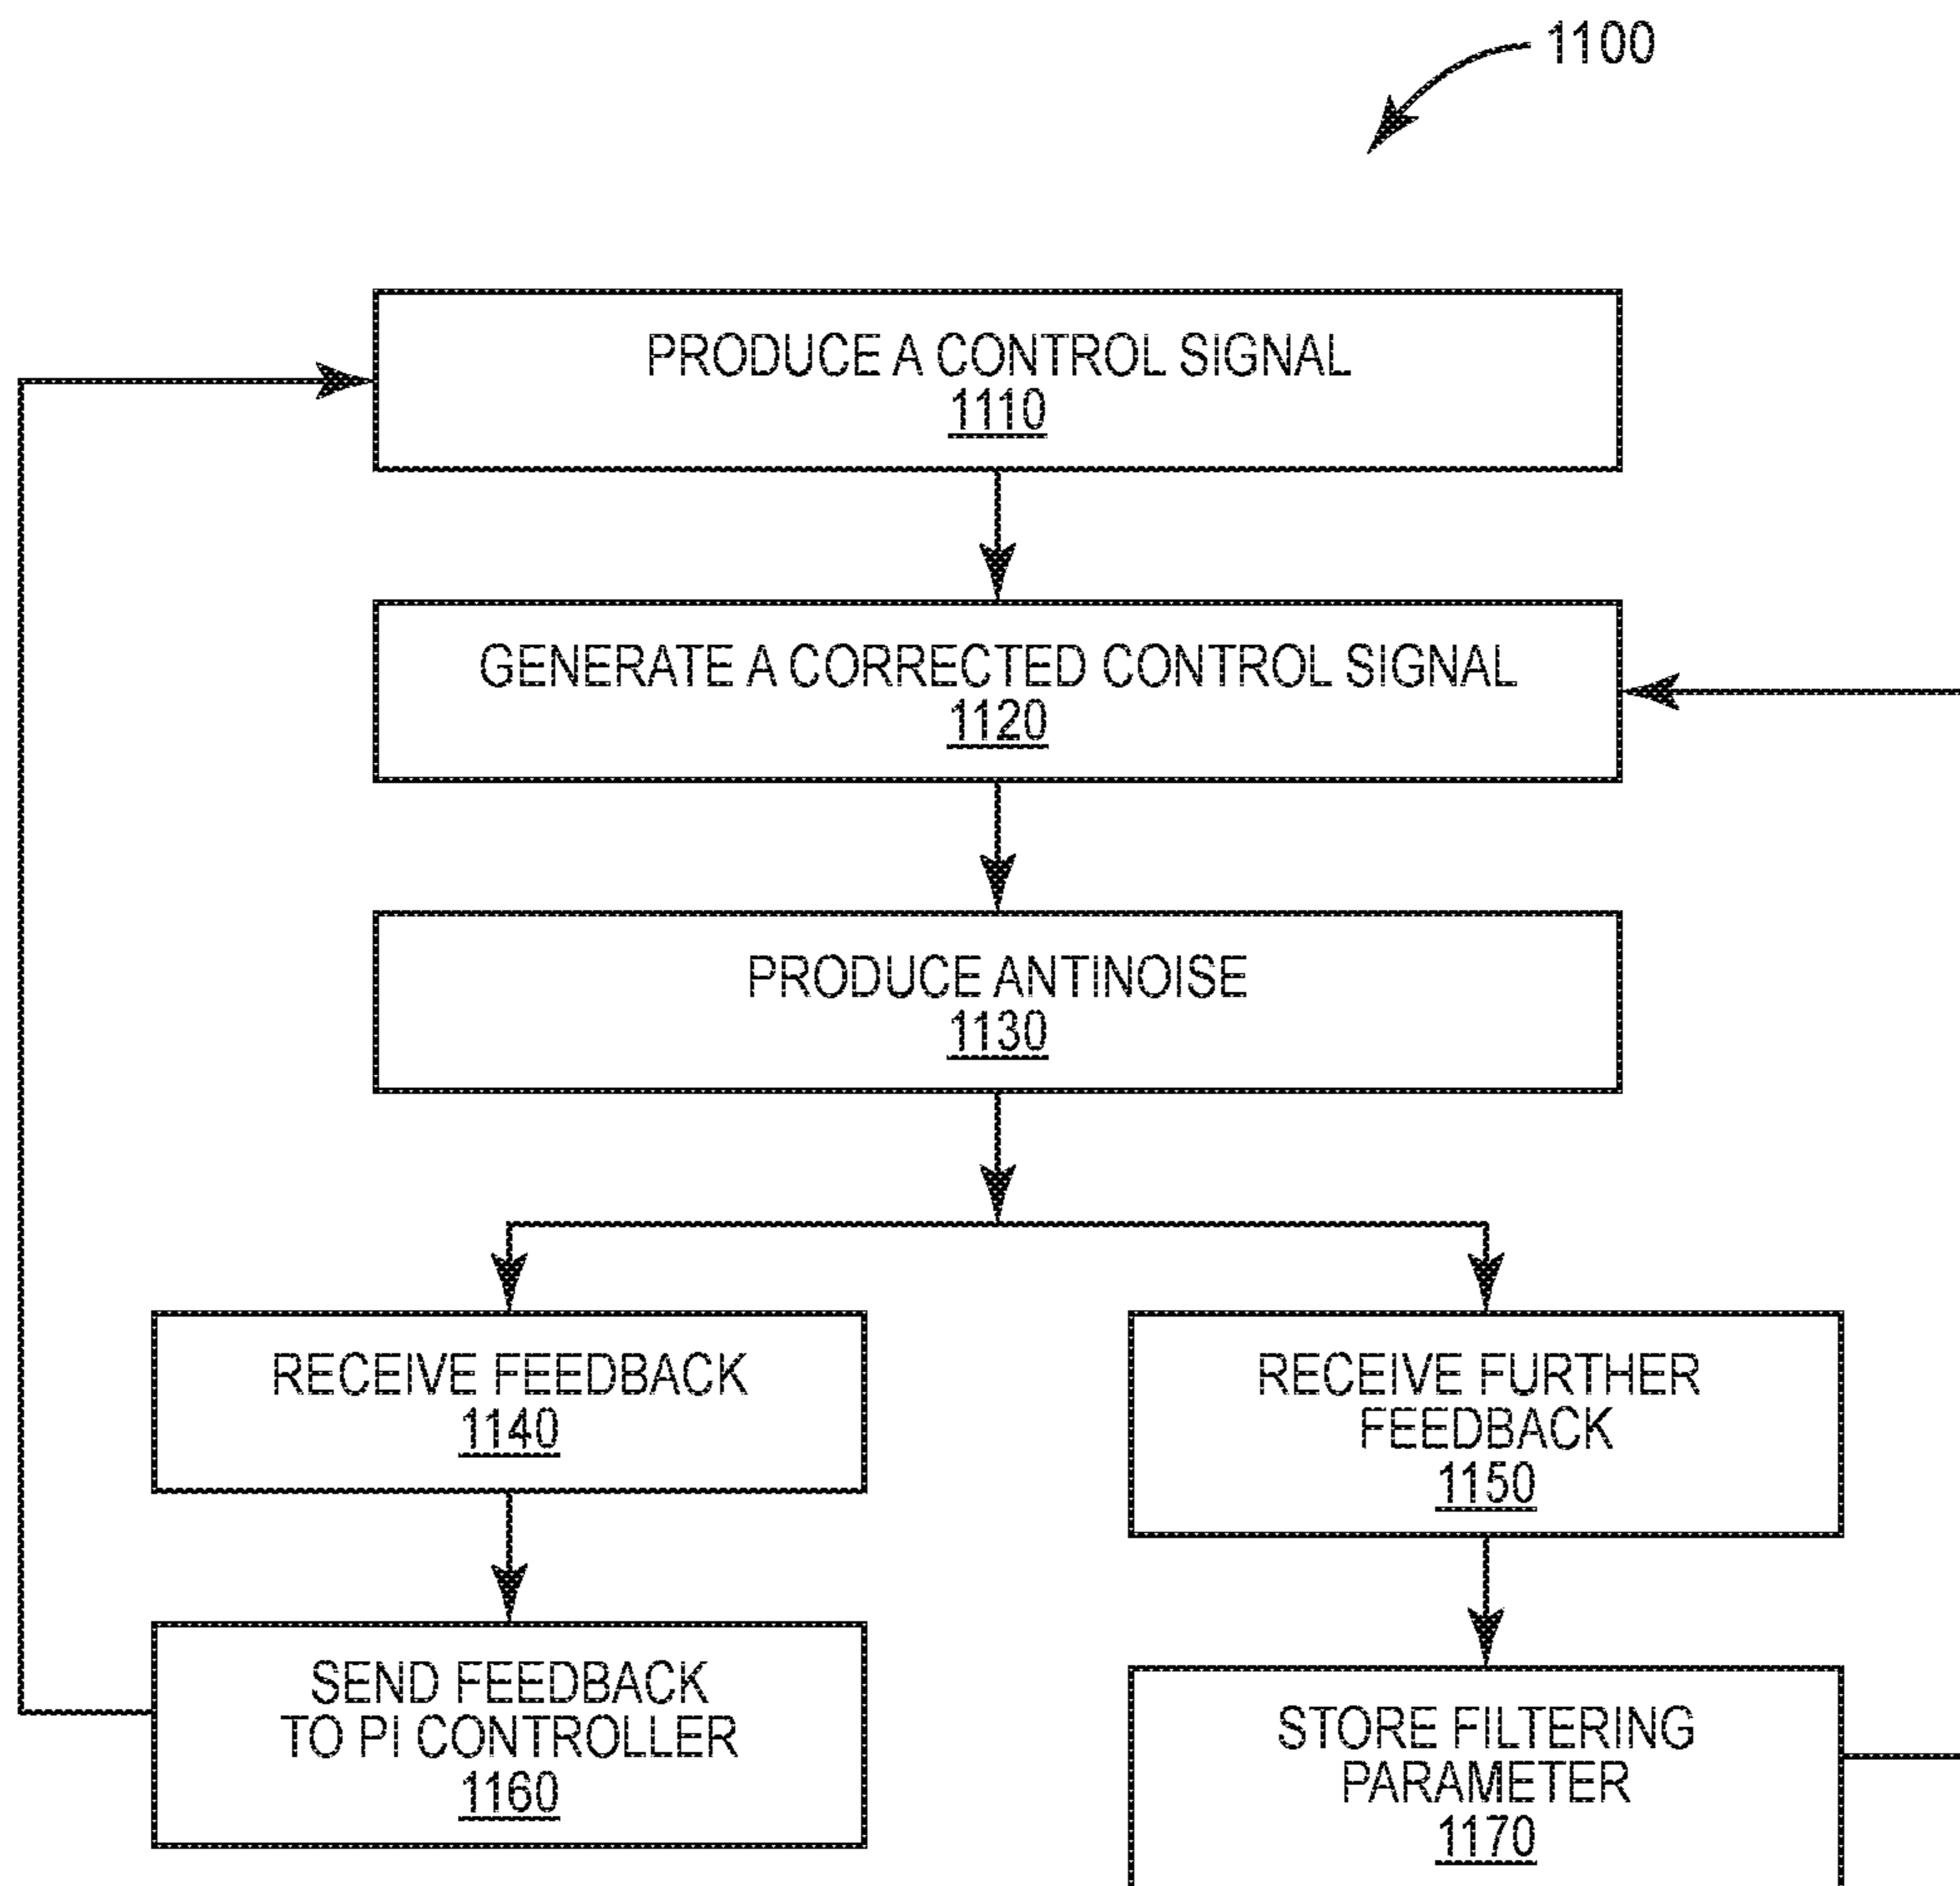 1100
PRODUCE A CONTROL SIGNAL
1110
GENERATE A CORRECTED CONTROL SIGNAL
1120
PRODUCE ANTINOISE
1130
RECEIVE FEEDBACK
1140
RECEIVE FURTHER
FEEDBACK
1150
SEND FEEDBACK
TO PI CONTROLLER
1160
STORE FILTERING
PARAMETER
1170